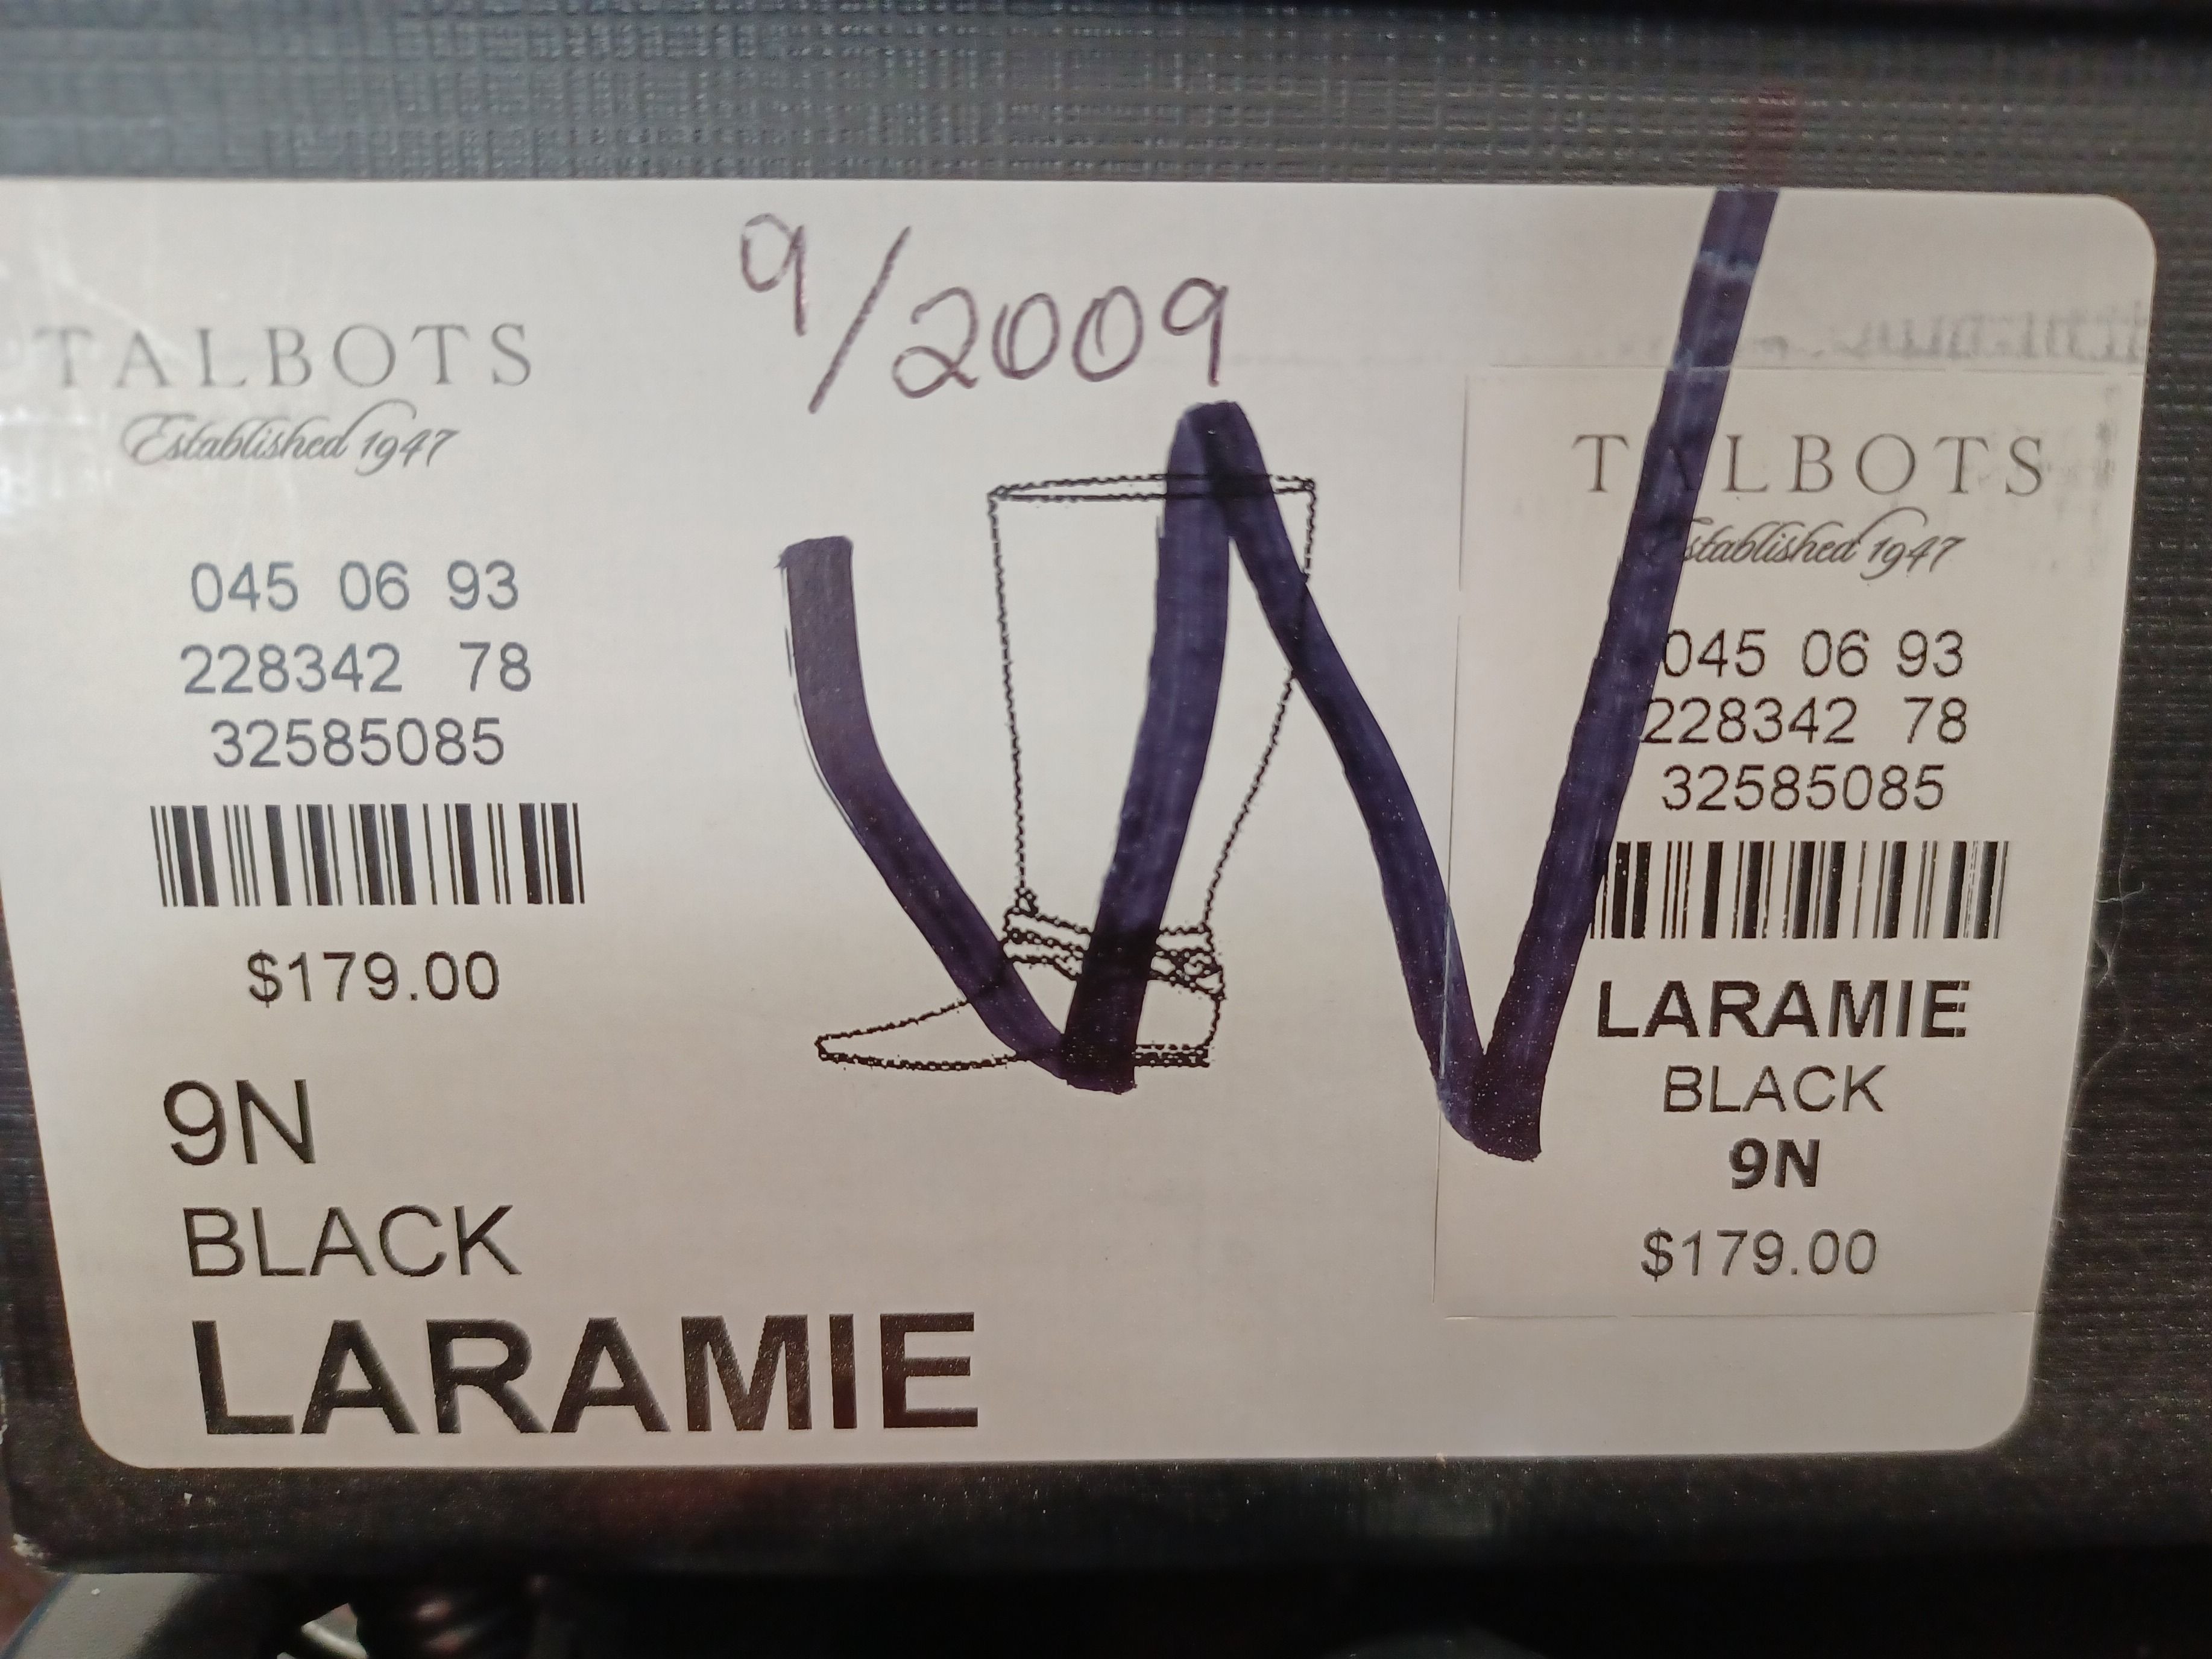 9/2009
TALBOTS
Established 1947
045 06 93
228342 78
32585085
$179.00
9N
BLACK
LARAMIE
W
TALBOTS
Established 1947
045 06 93
228342 78
32585085
LARAMIE
BLACK
9N
$179.00